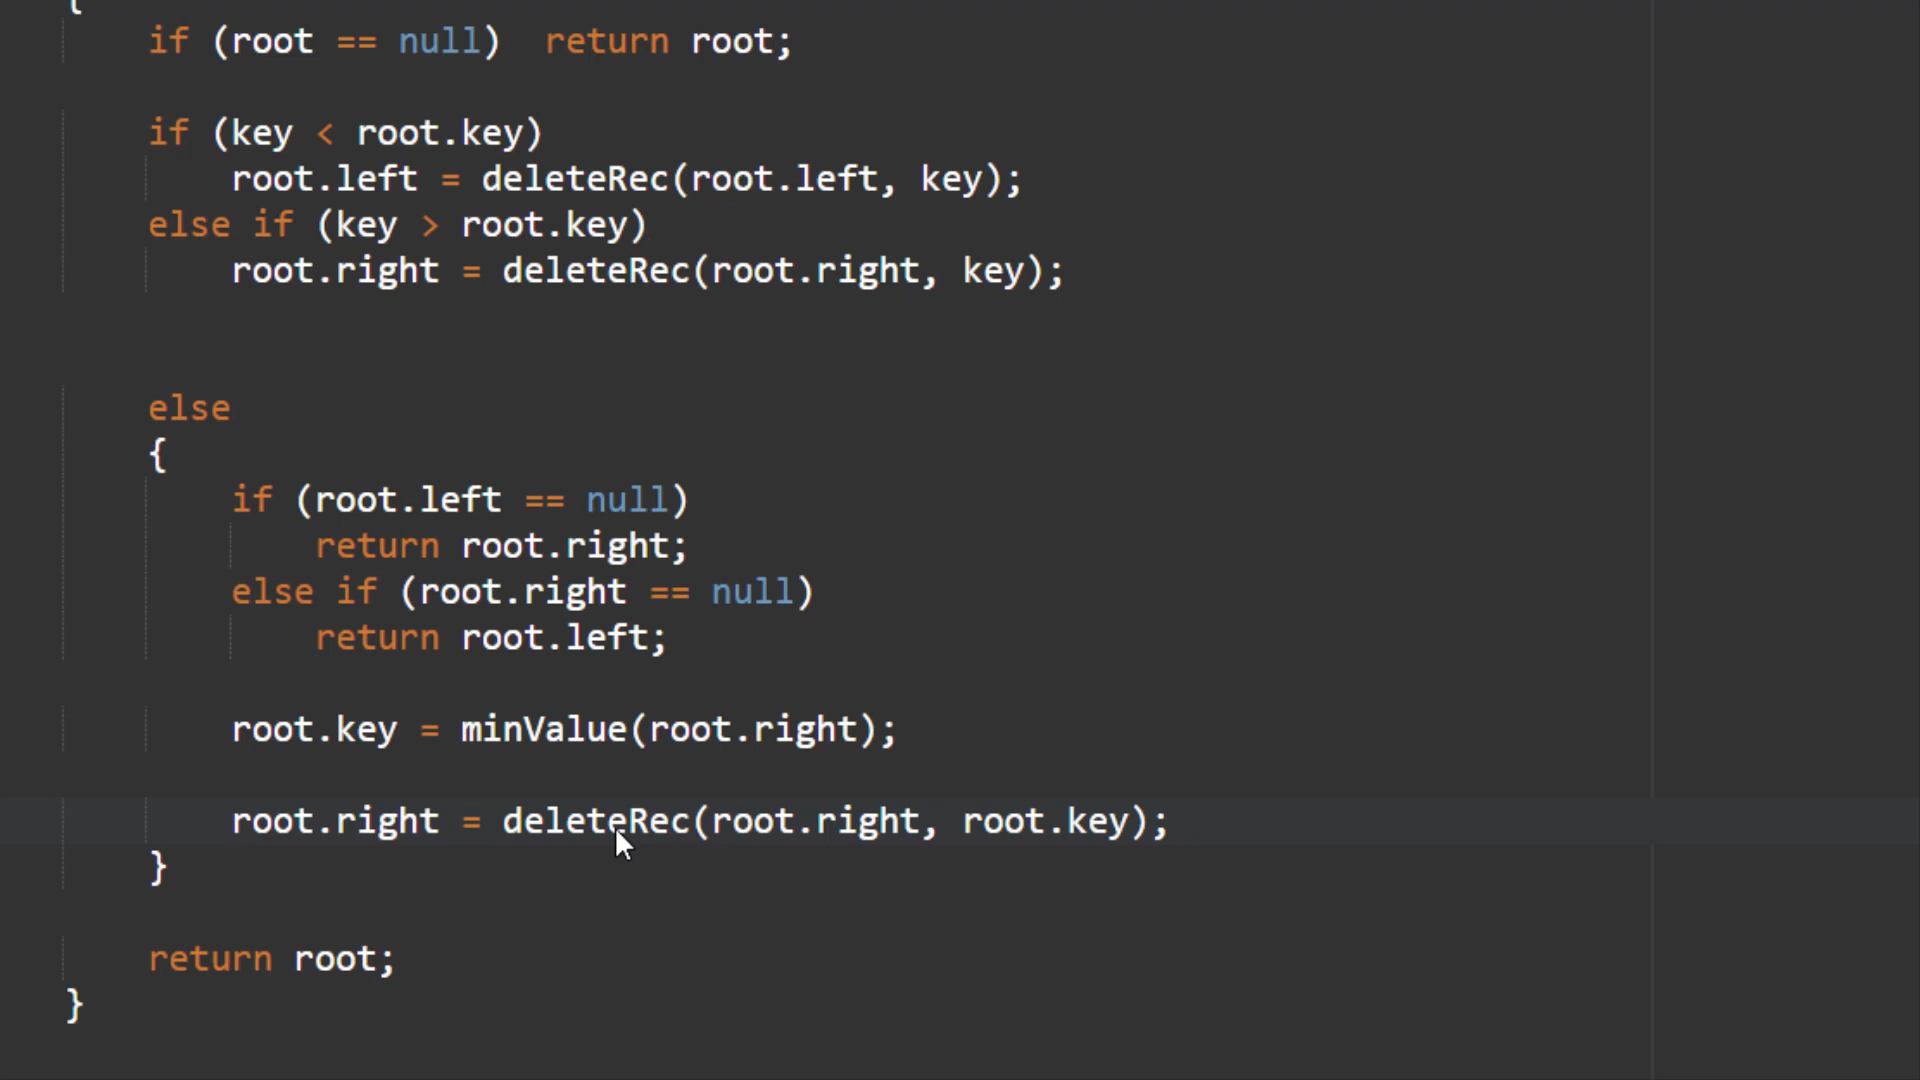 {
if (root == null)  return root;
if (key < root.key)
root.left = deleteRec(root.left, key);
else if (key > root.key)
root.right = deleteRec(root.right, key);
else
{
if (root.left == null)
return root.right;
else if (root.right == null)
return root.left;
root.key = minValue(root.right);
root.right = deleteRec(root.right, root.key);
}
return root;
}